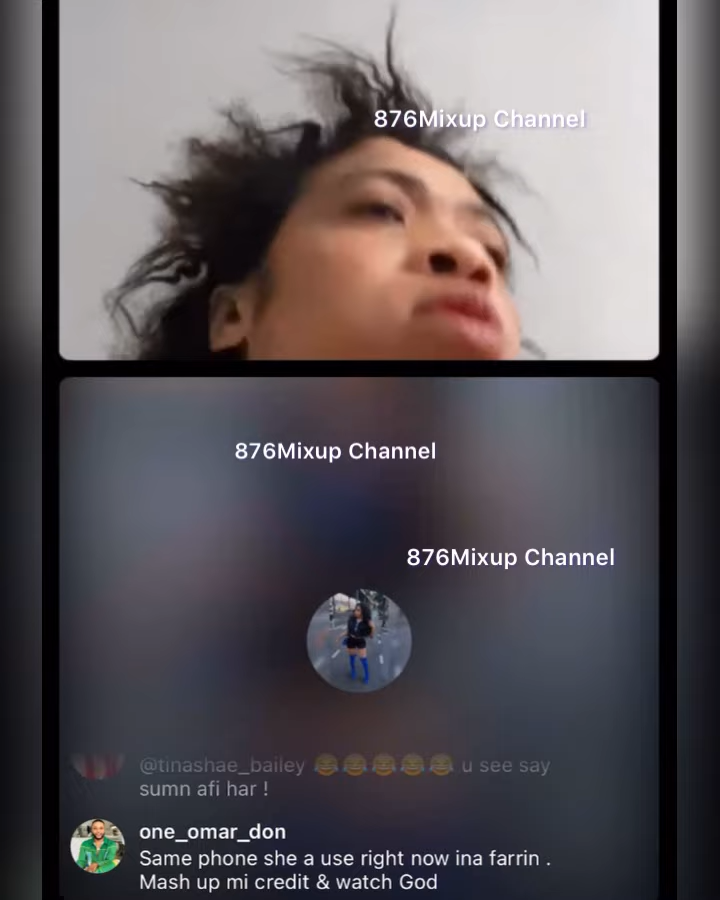 876Mixup Channel
876Mixup Channel
876Mixup Channel
@tinashae_bailey 😂😂😂😂😂 u see say
sumn afi har !
one_omar_don
Same phone she a use right now ina farrin .
Mash up mi credit & watch God